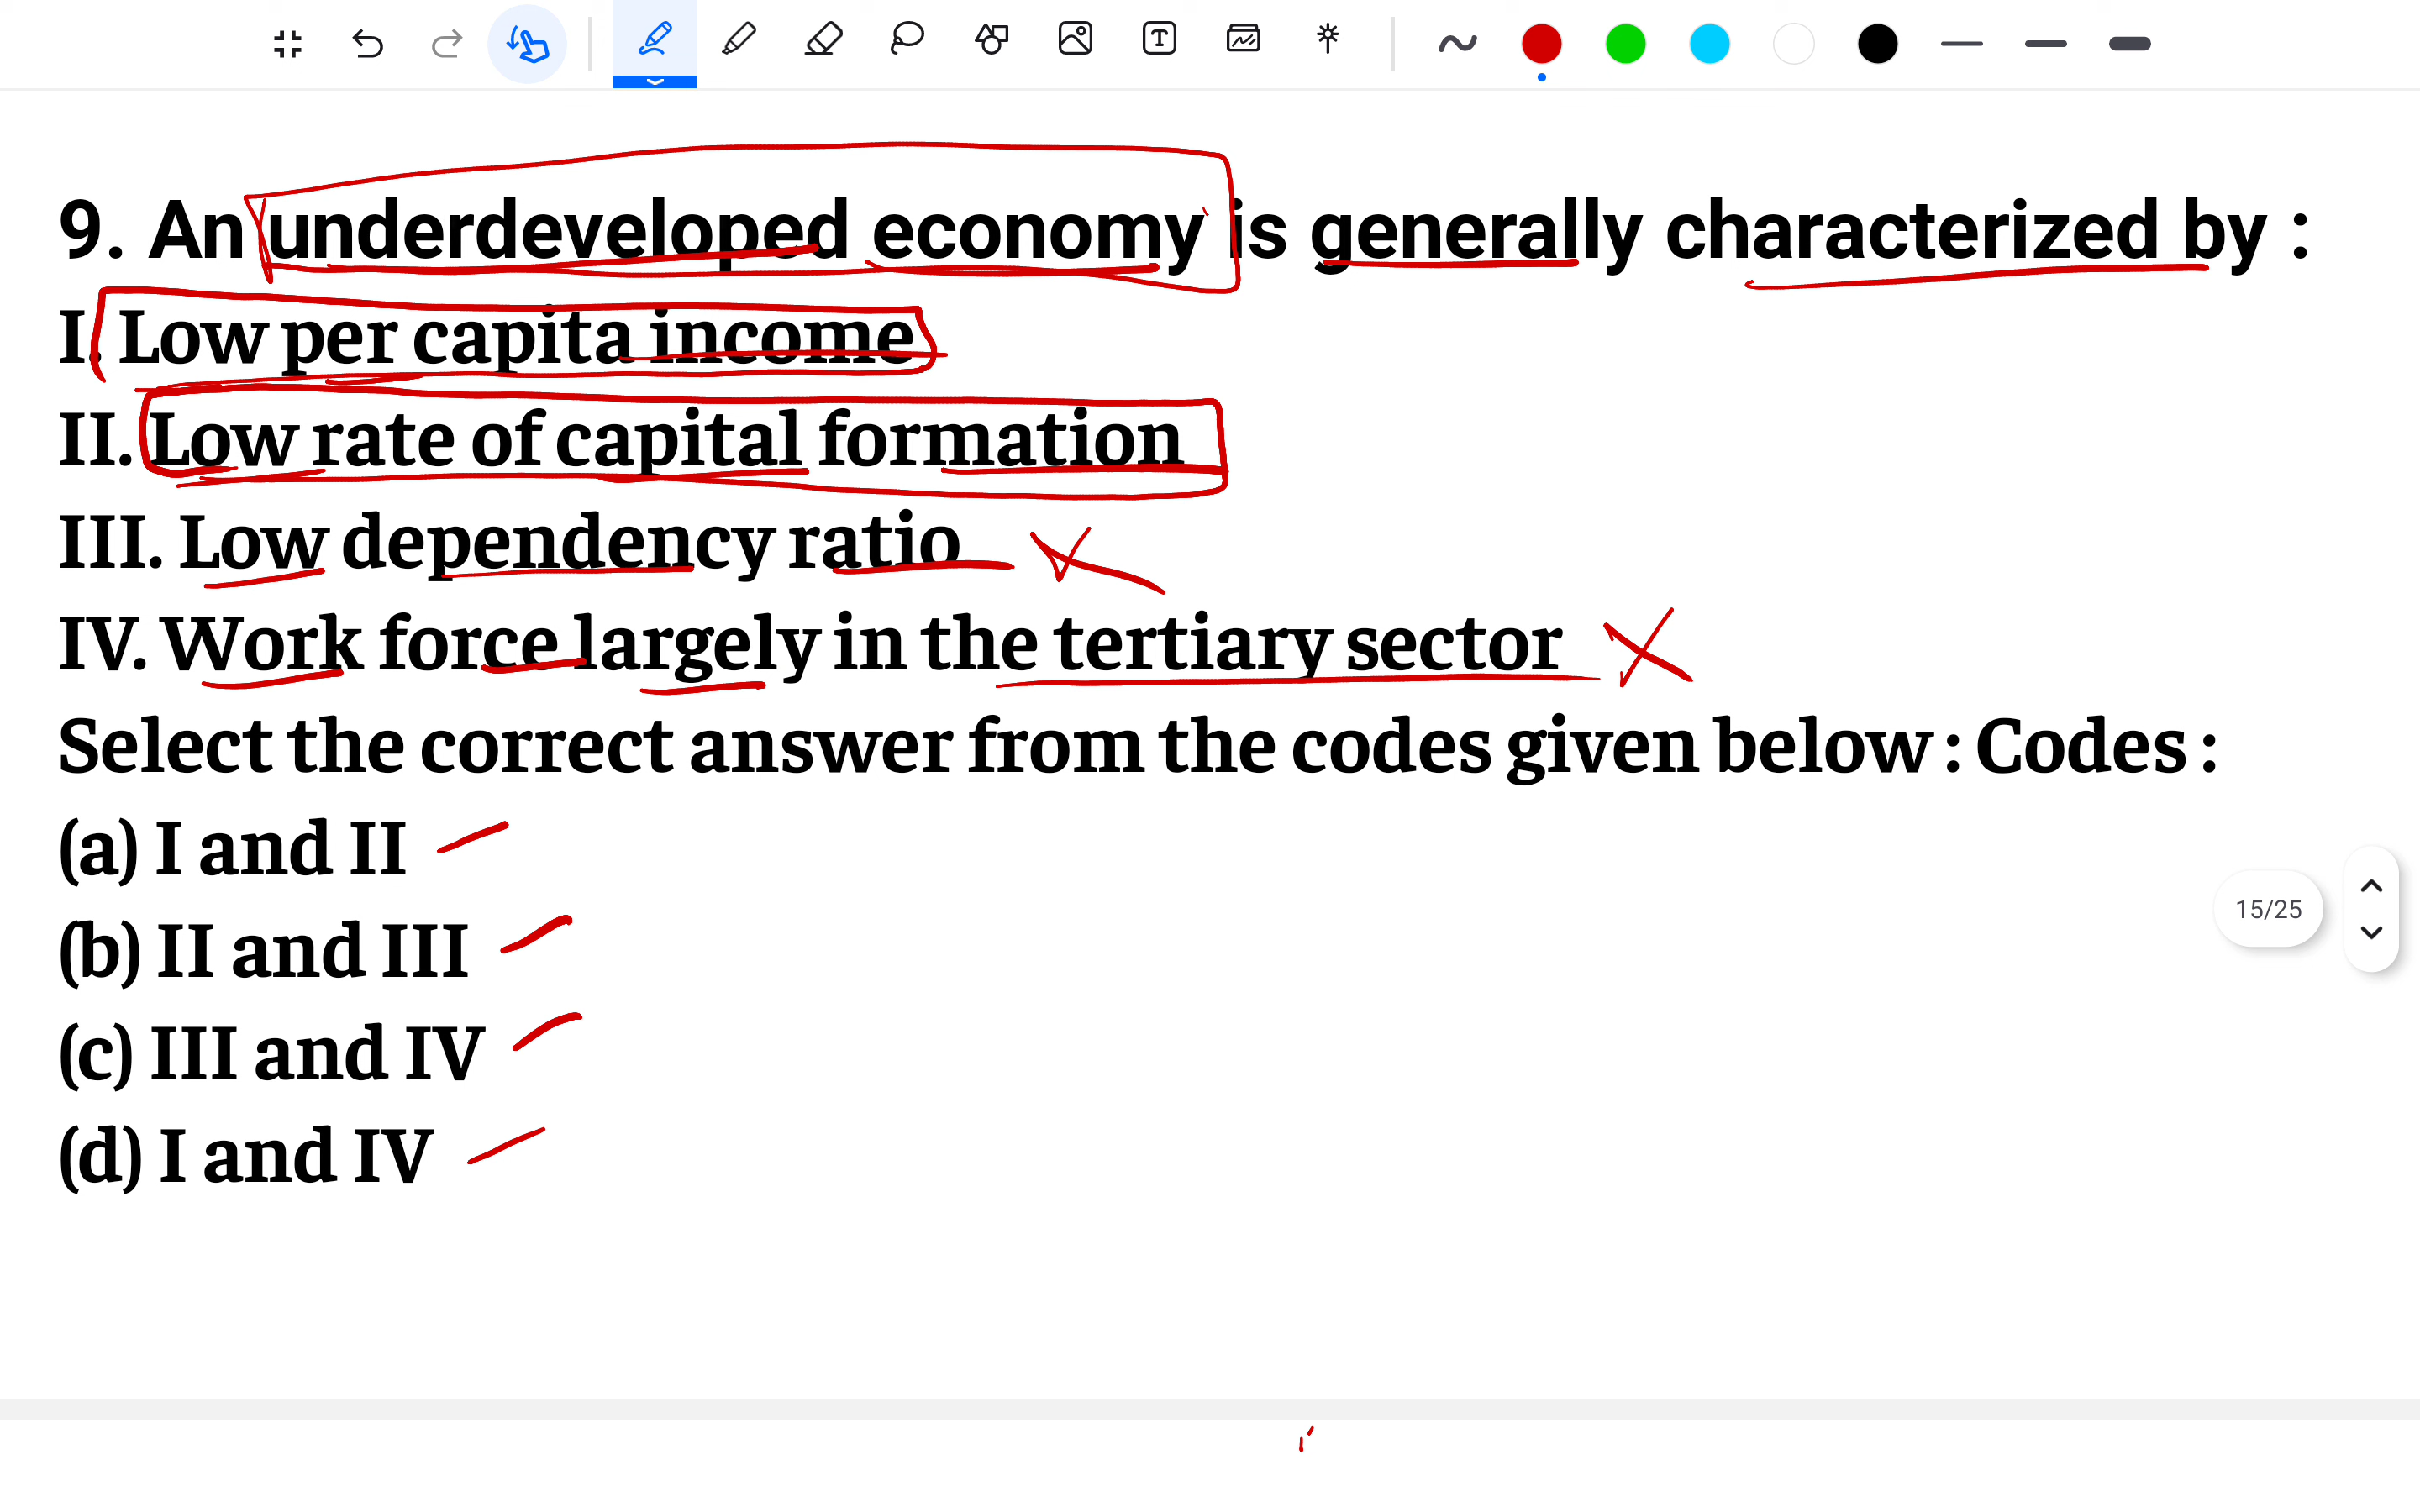 9. An underdeveloped economy is generally characterized by :
I. Low per capita income
II. Low rate of capital formation
III. Low dependency ratio
IV. Work force largely in the tertiary sector
Select the correct answer from the codes given below : Codes :
(a) I and II
(b) II and III
15/25
(c) III and IV
(d) I and IV